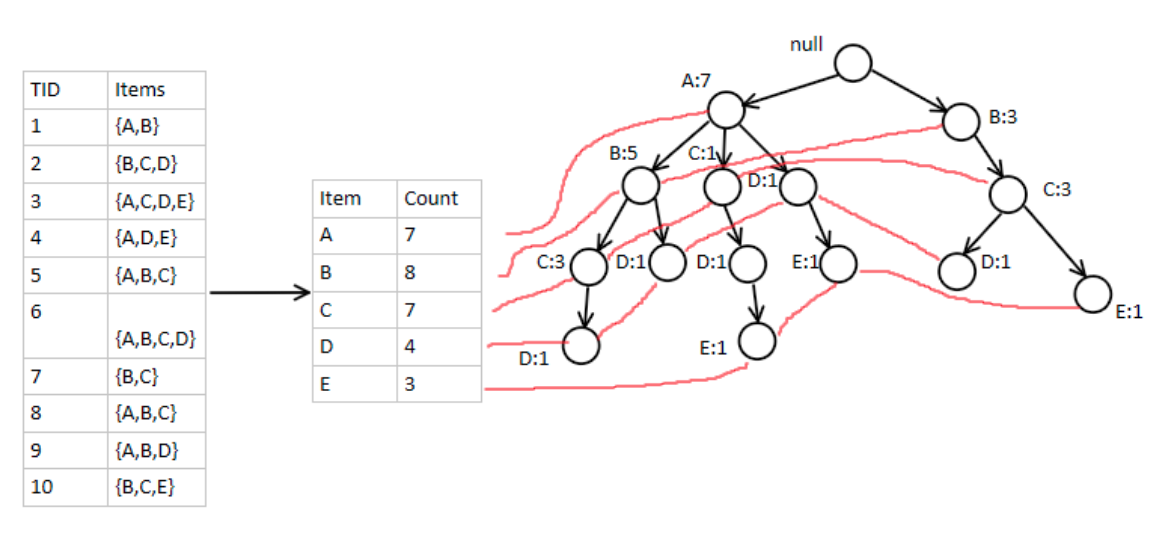 TID Items
1 {A,B}
2 {B,C,D}
3 {A,C,D,E}
4 {A,D,E}
5 {A,B,C}
6
{A,B,C,D}
7 {B,C}
8 {A,B,C}
9 {A,B,D}
10 {B,C,E}
Item Count
A 7
B 8
C 7
D 4
E 3
null
A:7
B:3
B:5
C:1
D:1
C:3
C:3
D:1
D:1
E:1
D:1
E:1
D:1
E:1